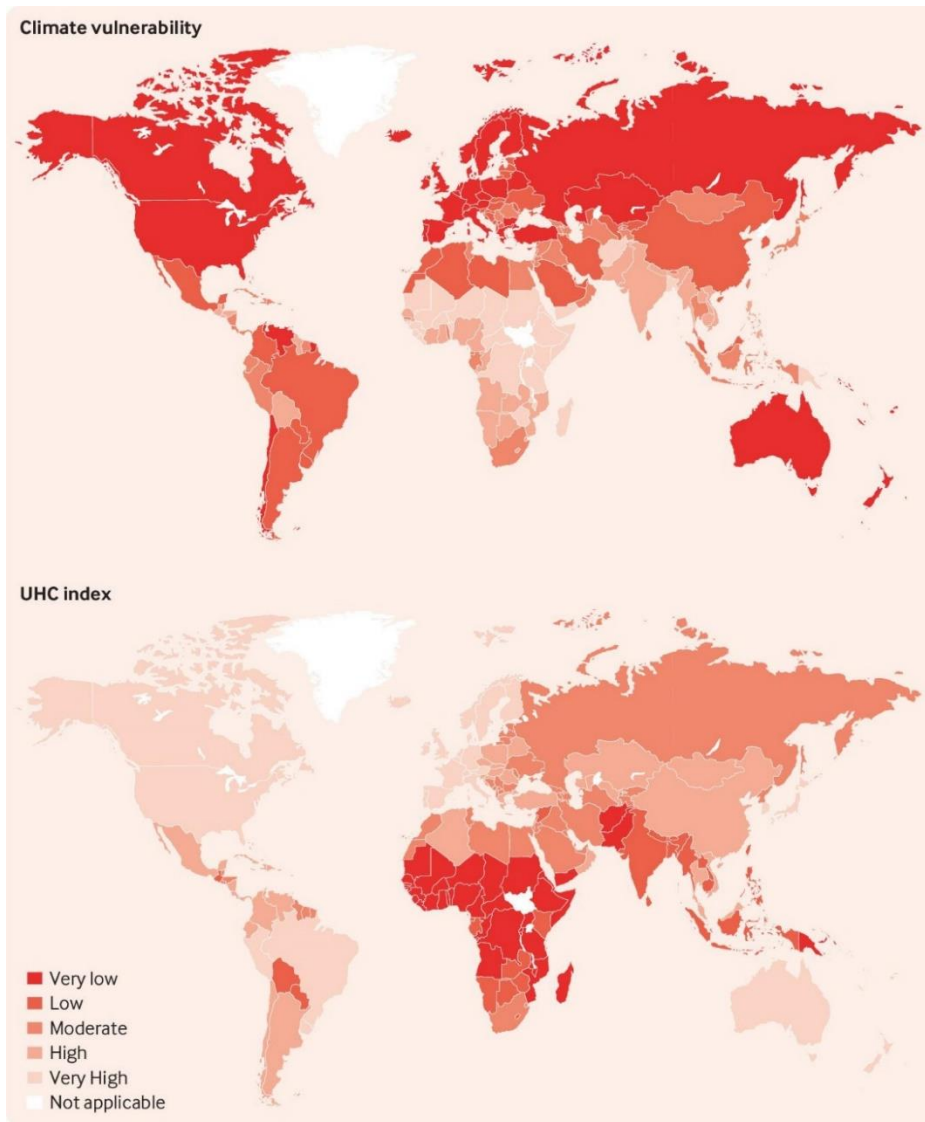 Climate vulnerability
UHC index
Very low
Low
Moderate
High
Very High
Not applicable